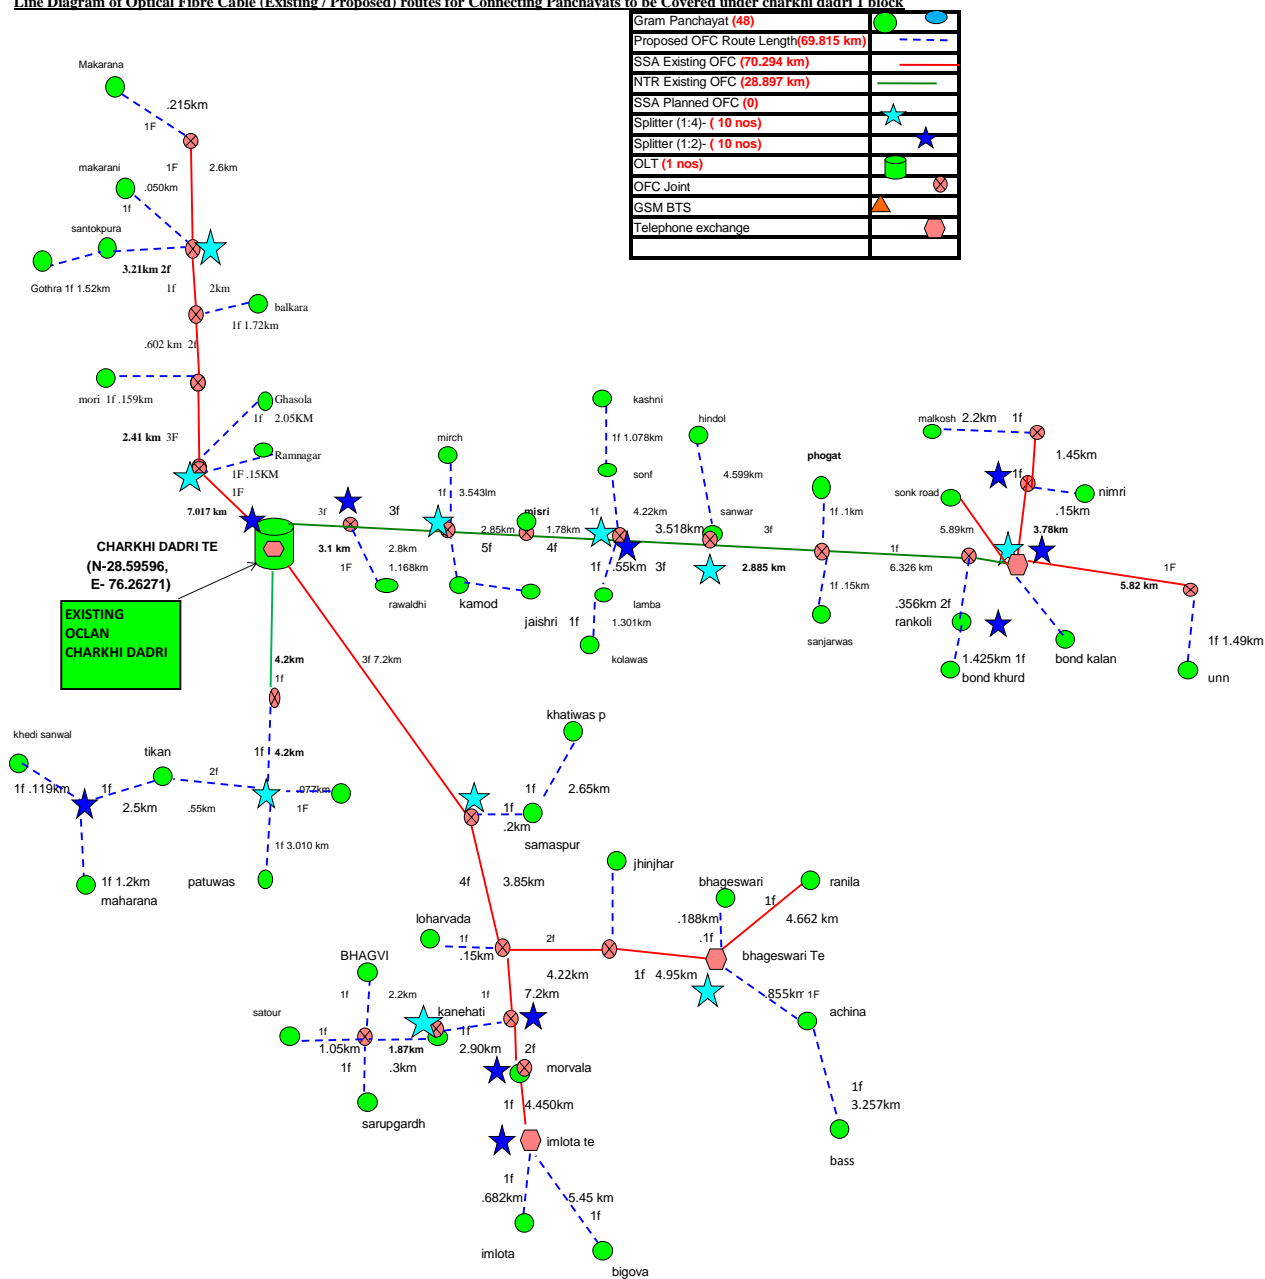 Line Diagram of Optical Fibre Cable (Existing / Proposed) routes for Connecting Panchayats to be Covered under charkhi dadri 1 block
Gram Panchayat (48)
Proposed OFC Route Length(69.815 km)
SSA Existing OFC (70.294 km)
NTR Existing OFC (28.897 km)
SSA Planned OFC (0)
Splitter (1:4)- ( 10 nos)
Splitter (1:2)- ( 10 nos)
OLT (1 nos)
OFC Joint
GSM BTS
Telephone exchange
Makarana
.215km
1F
1F 2.6km
makarani
.050km
1f
santokpura
3.21km 2f
Gothra 1f 1.52km
1f 2km
balkara
1f 1.72km
.602 km 2f
mori 1f .159km
Ghasola
1f 2.05KM
2.41 km 3F
Ramnagar
1F .15KM
1F
7.017 km
CHARKHI DADRI TE
(N-28.59596,
E- 76.26271)
EXISTING
OCLAN
CHARKHI DADRI
3f
3f
3.1 km
2.8km
1F
1.168km
rawaldhi
mirch
1f 3.543lm
2.85km
5f
kamod
misri
1.78km
4f
jaishri
kashni
1f 1.078km
sonf
1f
4.22km
3.518km
1f .55km 3f
lamba
1f 1.301km
kolawas
hindol
4.599km
sanwar
3f
2.885 km
phogat
1f .1km
1f .15km
sanjarwas
1f
6.326 km
malkosh 2.2km 1f
1.45km
1f
nimri
.15km
sonk road
5.89km
3.78km
1F
5.82 km
.356km 2f
rankoli
1.425km 1f
bond khurd
bond kalan
1f 1.49km
unn
4.2km
1f
1f 4.2km
khedi sanwal
1f .119km
tikan
1f
2.5km
2f
.55km
.077km
1F
1f 3.010 km
patuwas
1f 1.2km
maharana
3f 7.2km
khatiwas p
1f 2.65km
1f
.2km
samaspur
4f 3.85km
loharvada
1f
.15km
2f
4.22km
jhinjhar
1f 4.95km
bhageswari
.188km
.1f
1f
ranila
4.662 km
bhageswari Te
.855km 1F
achina
1f
3.257km
bass
BHAGVI
1f 2.2km
satour
1f
1.05km
1.87km
1f .3km
sarupgardh
kanehati
1f
2.90km
1f 7.2km
2f
morvala
1f 4.450km
imlota te
1f
.682km
imlota
5.45 km
1f
bigova